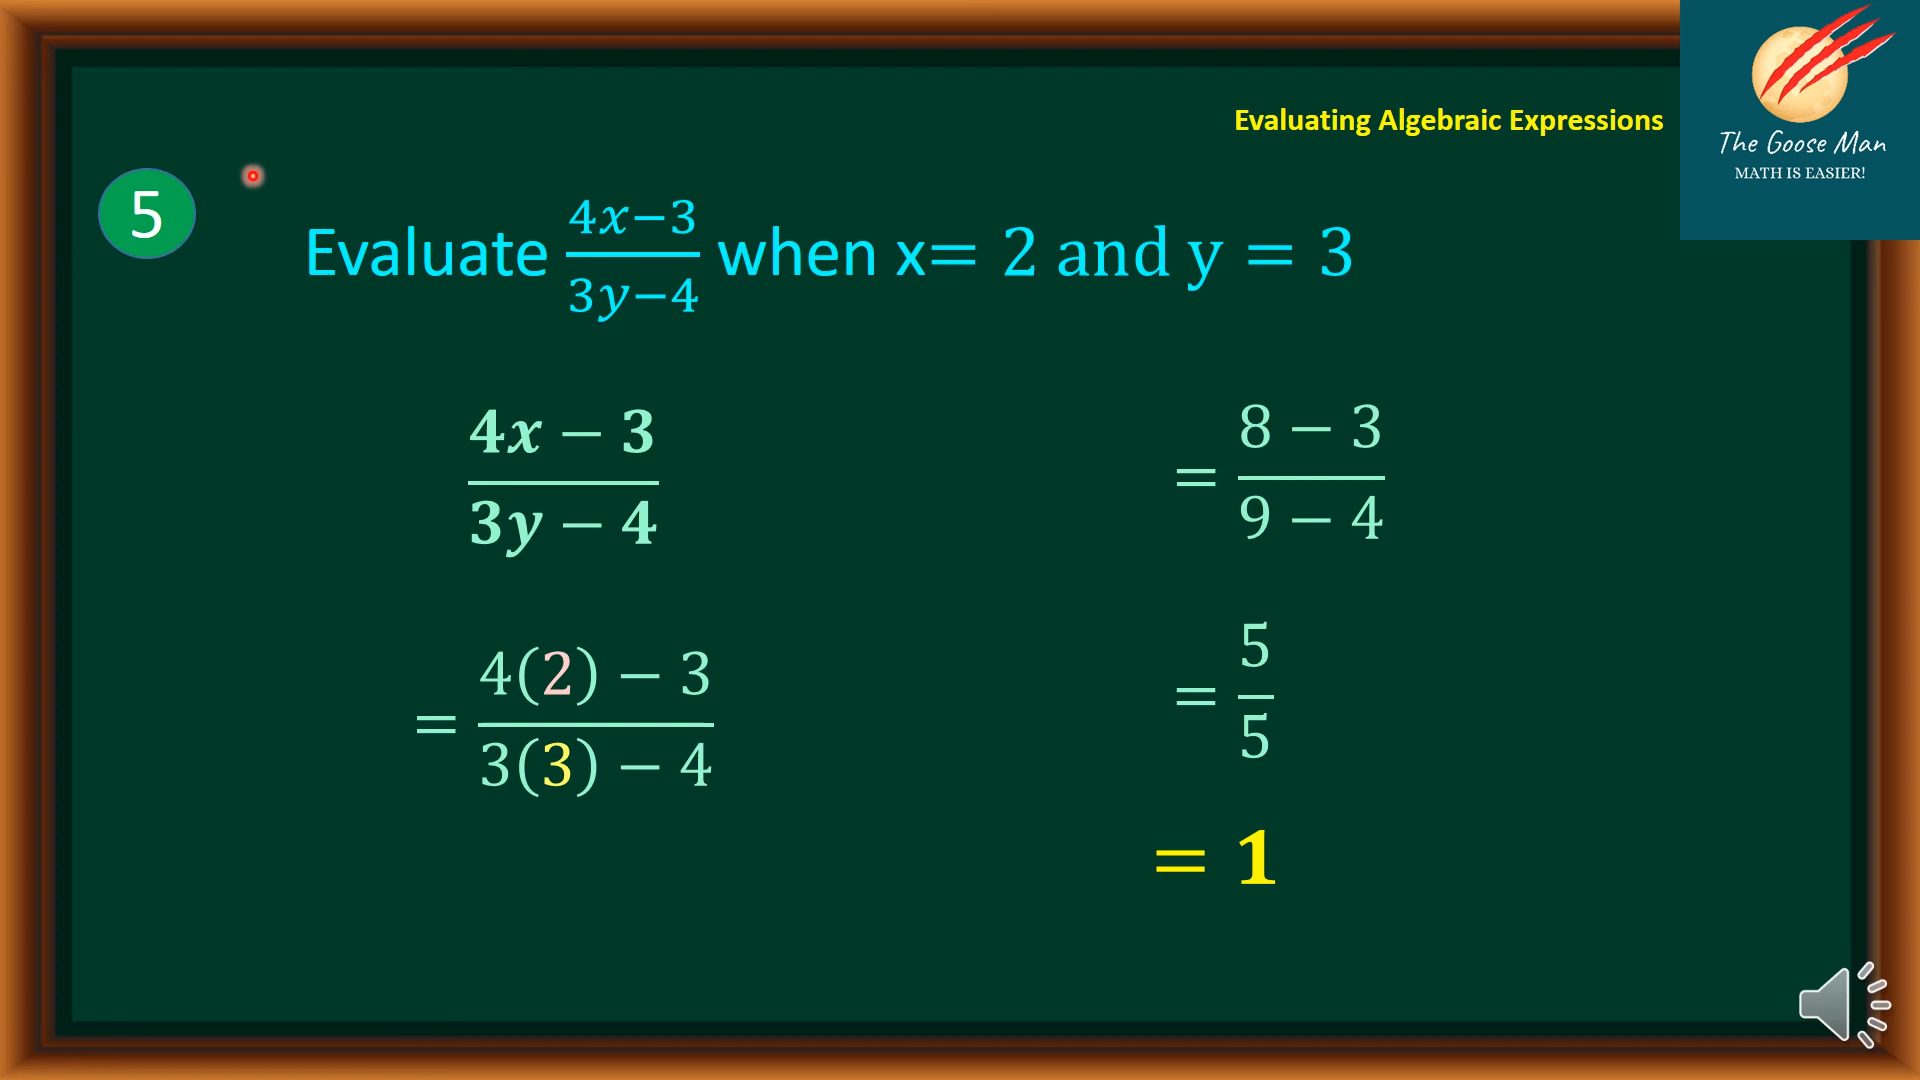 The Goose Man
MATH IS EASIER!
Evaluating Algebraic Expressions
5
Evaluate (4x−3)/(3y−4) when x= 2 and y = 3
(4x − 3)/(3y − 4)
= (4(2) − 3)/(3(3) − 4)
= (8 − 3)/(9 − 4)
= 5/5
= 1